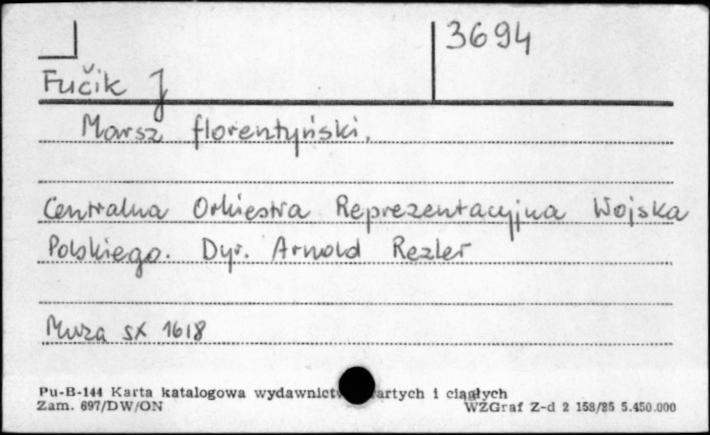 3694
Fučik J
Marsz florentyński.
Centralna Orkiestra Reprezentacyjna Wojska
Polskiego. Dyr. Arnold Rezler
Muza SX 1618
Pu-B-144 Karta katalogowa wydawnictw i ciągłych
Zam. 697/DW/ON WZGraf Z-d 2 158/85 5.450.000